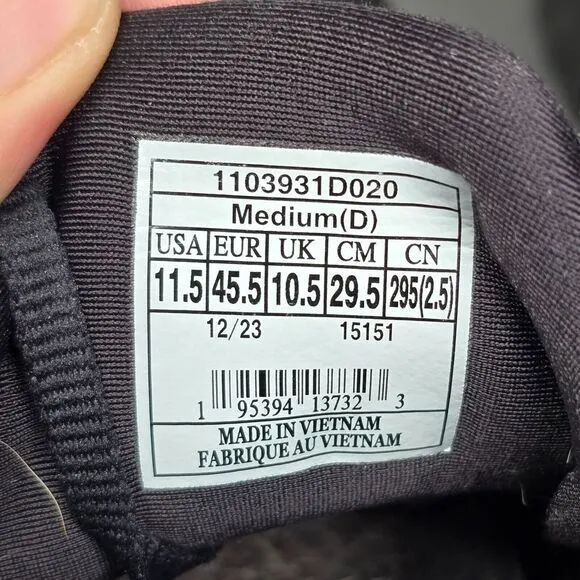 1103931D020
Medium(D)
USA EUR UK CM CN
11.5 45.5 10.5 29.5 295(2.5)
12/23 15151
1 95394 13732 3
MADE IN VIETNAM
FABRIQUE AU VIETNAM